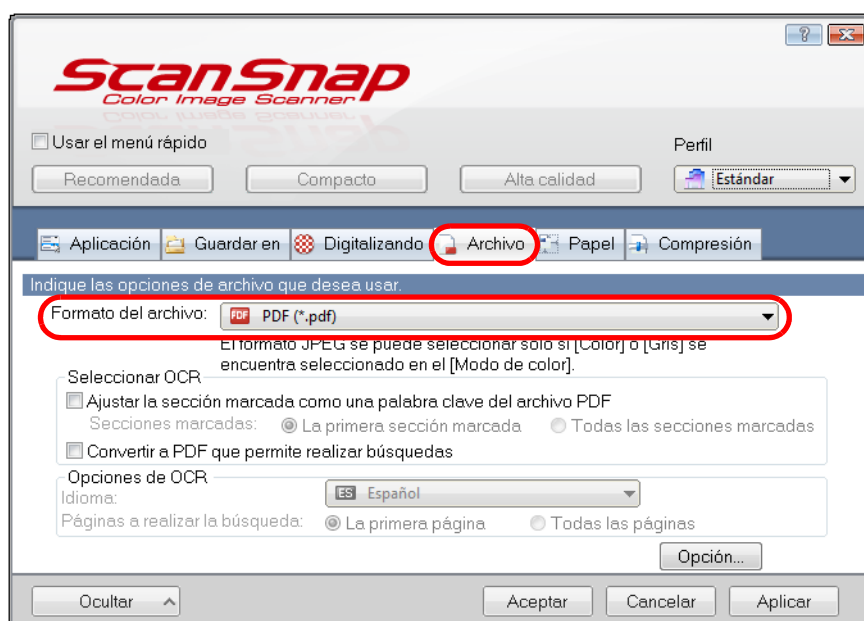 ScanSnap
Color Image Scanner
Usar el menú rápido
Perfil
Recomendada Compacto Alta calidad Estándar
Aplicación Guardar en Digitalizando Archivo Papel Compresión
Indique las opciones de archivo que desea usar.
Formato del archivo: PDF PDF (*.pdf)
El formato JPEG se puede seleccionar sólo si [Color] o [Gris] se
encuentra seleccionado en el [Modo de color].
Seleccionar OCR
Ajustar la sección marcada como una palabra clave del archivo PDF
Secciones marcadas: La primera sección marcada Todas las secciones marcadas
Convertir a PDF que permite realizar búsquedas
Opciones de OCR
Idioma: ES Español
Páginas a realizar la búsqueda: La primera página Todas las páginas
Opción...
Ocultar Aceptar Cancelar Aplicar